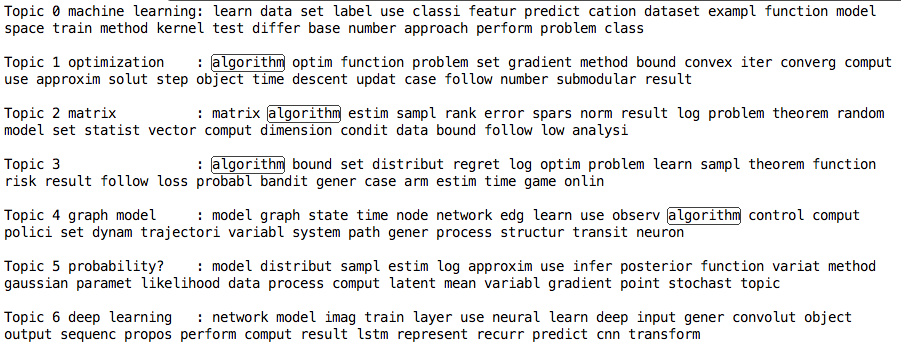 Topic 0 machine learning: learn data set label use classi featur predict cation dataset exampl function model
space train method kernel test differ base number approach perform problem class
Topic 1 optimization    : algorithm optim function problem set gradient method bound convex iter converg comput
use approxim solut step object time descent updat case follow number submodular result
Topic 2 matrix          : matrix algorithm estim sampl rank error spars norm result log problem theorem random
model set statist vector comput dimension condit data bound follow low analysi
Topic 3                 : algorithm bound set distribut regret log optim problem learn sampl theorem function
risk result follow loss probabl bandit gener case arm estim time game onlin
Topic 4 graph model     : model graph state time node network edg learn use observ algorithm control comput
polici set dynam trajectori variabl system path gener process structur transit neuron
Topic 5 probability?    : model distribut sampl estim log approxim use infer posterior function variat method
gaussian paramet likelihood data process comput latent mean variabl gradient point stochast topic
Topic 6 deep learning   : network model imag train layer use neural learn deep input gener convolut object
output sequenc propos perform comput result lstm represent recurr predict cnn transform